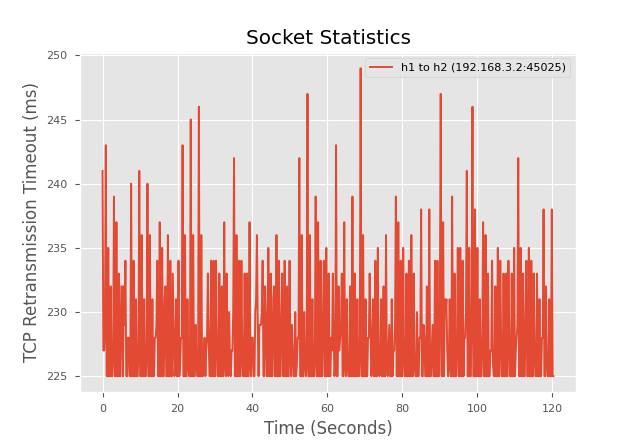 Socket Statistics
h1 to h2 (192.168.3.2:45025)
TCP Retransmission Timeout (ms)
250
245
240
235
230
225
0 20 40 60 80 100 120
Time (Seconds)